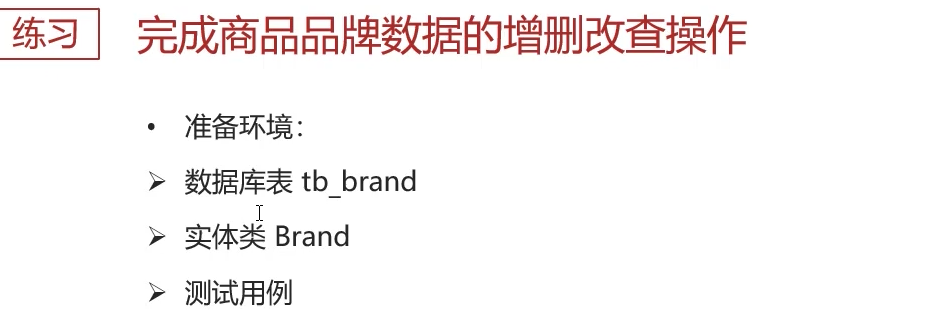 练习
完成商品品牌数据的增删改查操作
• 准备环境：
➢ 数据库表 tb_brand
➢ 实体类 Brand
➢ 测试用例